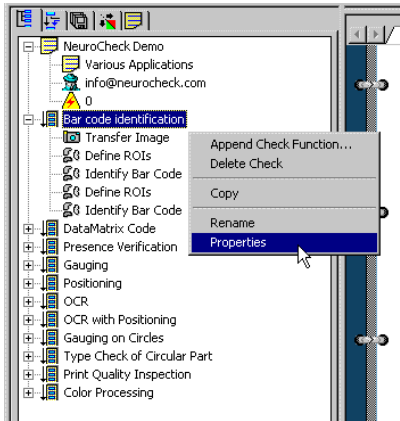 NeuroCheck Demo
Various Applications
info@neurocheck.com
0
Bar code identification
Transfer Image
Define ROIs
Identify Bar Code
Define ROIs
Identify Bar Code
DataMatrix Code
Presence Verification
Gauging
Positioning
OCR
OCR with Positioning
Gauging on Circles
Type Check of Circular Part
Print Quality Inspection
Color Processing
Append Check Function...
Delete Check
Copy
Rename
Properties